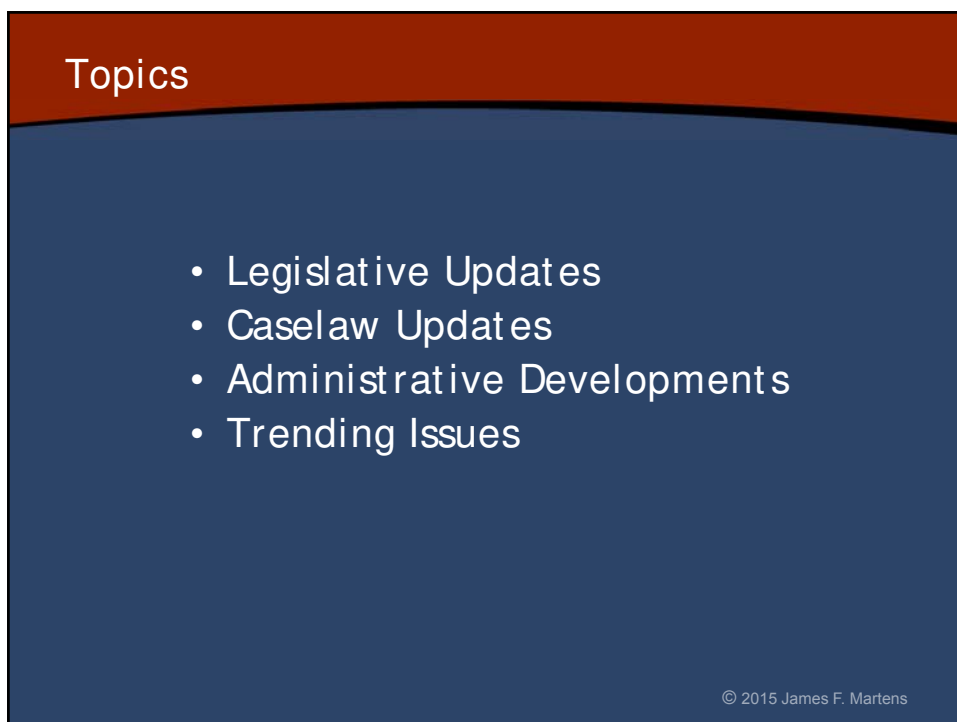 Topics
• Legislative Updates
• Caselaw Updates
• Administrative Developments
• Trending Issues
© 2015 James F. Martens